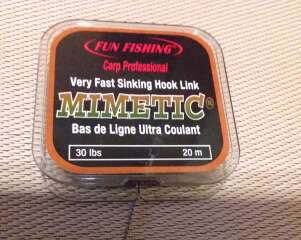 FUN FISHING®
Carp Professional
Very Fast Sinking Hook Link
MIMETIC®
Bas de Ligne Ultra Coulant
30 lbs 20 m